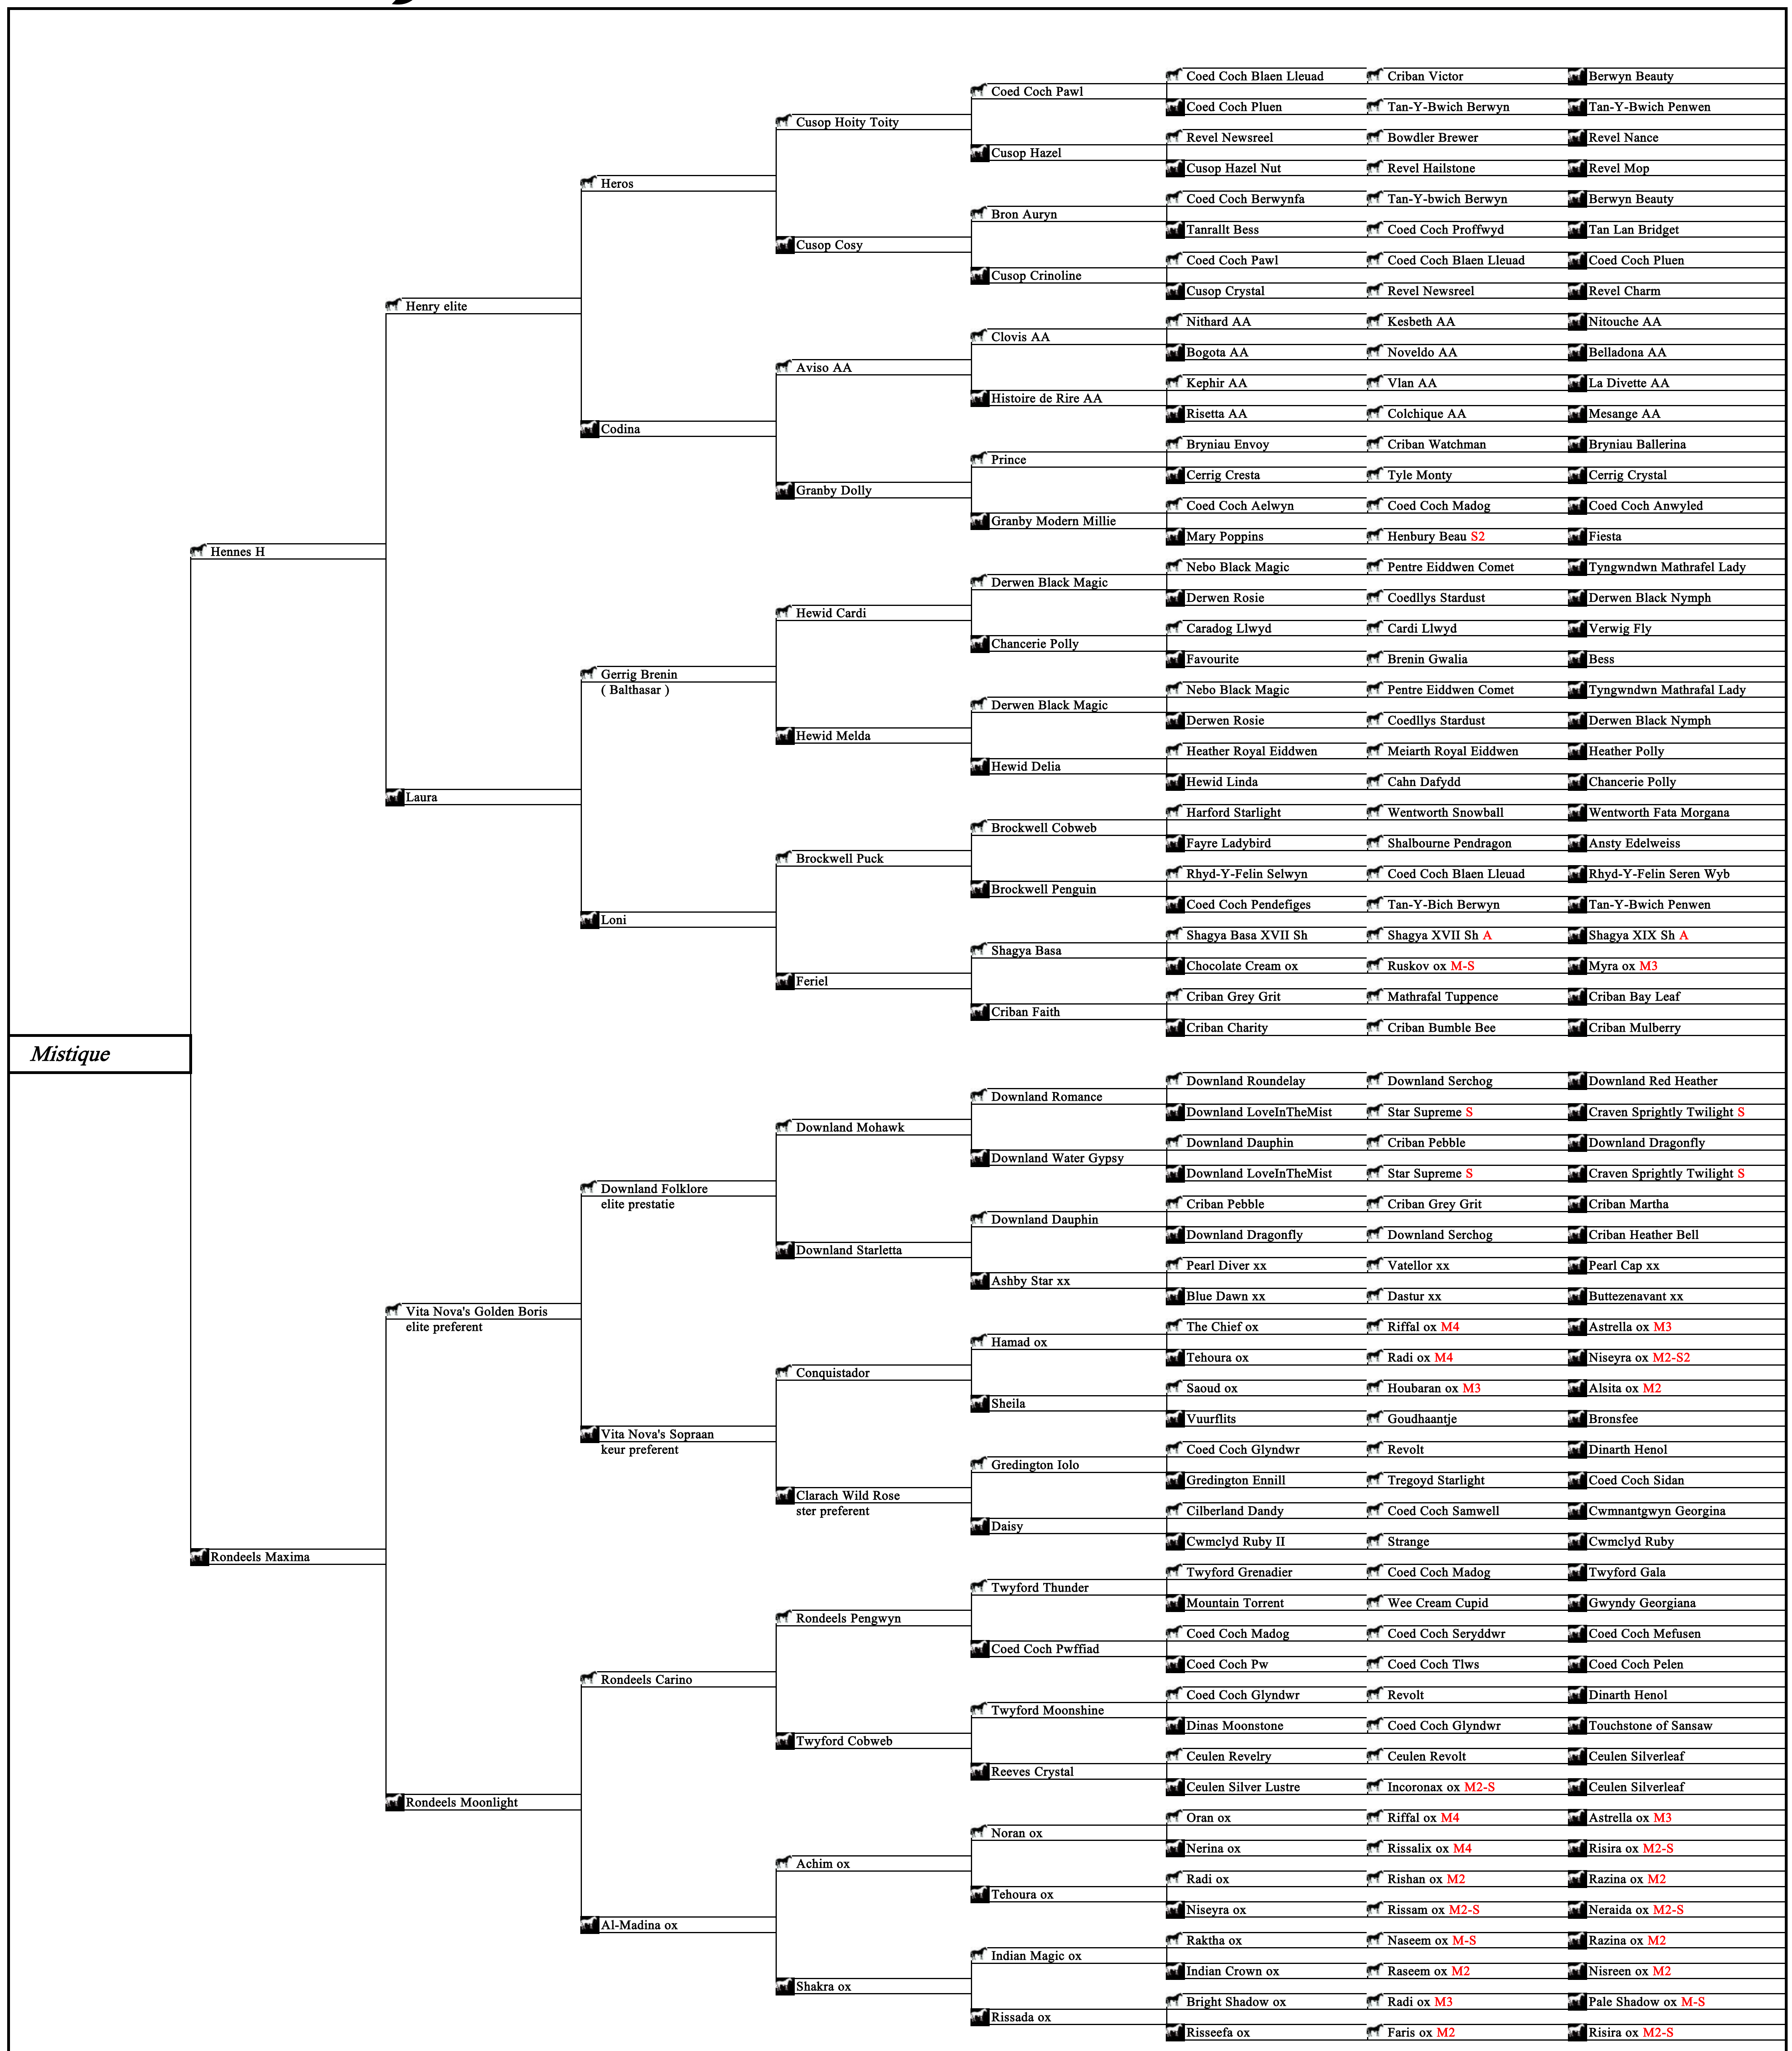 Coed Coch Blaen Lleuad Criban Victor Berwyn Beauty
Coed Coch Pawl
Coed Coch Pluen Tan-Y-Bwich Berwyn Tan-Y-Bwich Penwen
Cusop Hoity Toity
Revel Newsreel Bowdler Brewer Revel Nance
Cusop Hazel
Cusop Hazel Nut Revel Hailstone Revel Mop
Heros
Coed Coch Berwynfa Tan-Y-bwich Berwyn Berwyn Beauty
Bron Auryn
Tanrallt Bess Coed Coch Proffwyd Tan Lan Bridget
Cusop Cosy
Coed Coch Pawl Coed Coch Blaen Lleuad Coed Coch Pluen
Cusop Crinoline
Cusop Crystal Revel Newsreel Revel Charm
Henry elite
Nithard AA Kesbeth AA Nitouche AA
Clovis AA
Bogota AA Noveldo AA Belladona AA
Aviso AA
Kephir AA Vlan AA La Divette AA
Histoire de Rire AA
Risetta AA Colchique AA Mesange AA
Codina
Bryniau Envoy Criban Watchman Bryniau Ballerina
Prince
Cerrig Cresta Tyle Monty Cerrig Crystal
Granby Dolly
Coed Coch Aelwyn Coed Coch Madog Coed Coch Anwyled
Granby Modern Millie
Mary Poppins Henbury Beau S2 Fiesta
Hennes H
Nebo Black Magic Pentre Eiddwen Comet Tyngwndwn Mathrafel Lady
Derwen Black Magic
Derwen Rosie Coedllys Stardust Derwen Black Nymph
Hewid Cardi
Caradog Llwyd Cardi Llwyd Verwig Fly
Chancerie Polly
Favourite Brenin Gwalia Bess
Gerrig Brenin
( Balthasar )
Nebo Black Magic Pentre Eiddwen Comet Tyngwndwn Mathrafal Lady
Derwen Black Magic
Derwen Rosie Coedllys Stardust Derwen Black Nymph
Hewid Melda
Heather Royal Eiddwen Meiarth Royal Eiddwen Heather Polly
Hewid Delia
Hewid Linda Cahn Dafydd Chancerie Polly
Laura
Harford Starlight Wentworth Snowball Wentworth Fata Morgana
Brockwell Cobweb
Fayre Ladybird Shalbourne Pendragon Ansty Edelweiss
Brockwell Puck
Rhyd-Y-Felin Selwyn Coed Coch Blaen Lleuad Rhyd-Y-Felin Seren Wyb
Brockwell Penguin
Coed Coch Pendefiges Tan-Y-Bich Berwyn Tan-Y-Bwich Penwen
Loni
Shagya Basa XVII Sh Shagya XVII Sh A Shagya XIX Sh A
Shagya Basa
Chocolate Cream ox Ruskov ox M-S Myra ox M3
Feriel
Criban Grey Grit Mathrafal Tuppence Criban Bay Leaf
Criban Faith
Criban Charity Criban Bumble Bee Criban Mulberry
Mistique
Downland Roundelay Downland Serchog Downland Red Heather
Downland Romance
Downland LoveInTheMist Star Supreme S Craven Sprightly Twilight S
Downland Mohawk
Downland Dauphin Criban Pebble Downland Dragonfly
Downland Water Gypsy
Downland LoveInTheMist Star Supreme S Craven Sprightly Twilight S
Downland Folklore
elite prestatie
Criban Pebble Criban Grey Grit Criban Martha
Downland Dauphin
Downland Dragonfly Downland Serchog Criban Heather Bell
Downland Starletta
Pearl Diver xx Vatellor xx Pearl Cap xx
Ashby Star xx
Blue Dawn xx Dastur xx Buttezenavant xx
Vita Nova's Golden Boris
elite preferent
The Chief ox Riffal ox M4 Astrella ox M3
Hamad ox
Tehoura ox Radi ox M4 Niseyra ox M2-S2
Conquistador
Saoud ox Houbaran ox M3 Alsita ox M2
Sheila
Vuurflits Goudhaantje Bronsfee
Vita Nova's Sopraan
keur preferent
Coed Coch Glyndwr Revolt Dinarth Henol
Gredington Iolo
Gredington Ennill Tregoyd Starlight Coed Coch Sidan
Clarach Wild Rose
ster preferent
Cilberland Dandy Coed Coch Samwell Cwmnantgwyn Georgina
Daisy
Cwmclyd Ruby II Strange Cwmclyd Ruby
Rondeels Maxima
Twyford Grenadier Coed Coch Madog Twyford Gala
Twyford Thunder
Mountain Torrent Wee Cream Cupid Gwyndy Georgiana
Rondeels Pengwyn
Coed Coch Madog Coed Coch Seryddwr Coed Coch Mefusen
Coed Coch Pwffiad
Coed Coch Pw Coed Coch Tlws Coed Coch Pelen
Rondeels Carino
Coed Coch Glyndwr Revolt Dinarth Henol
Twyford Moonshine
Dinas Moonstone Coed Coch Glyndwr Touchstone of Sansaw
Twyford Cobweb
Ceulen Revelry Ceulen Revolt Ceulen Silverleaf
Reeves Crystal
Ceulen Silver Lustre Incoronax ox M2-S Ceulen Silverleaf
Rondeels Moonlight
Oran ox Riffal ox M4 Astrella ox M3
Noran ox
Nerina ox Rissalix ox M4 Risira ox M2-S
Achim ox
Radi ox Rishan ox M2 Razina ox M2
Tehoura ox
Niseyra ox Rissam ox M2-S Neraida ox M2-S
Al-Madina ox
Raktha ox Naseem ox M-S Razina ox M2
Indian Magic ox
Indian Crown ox Raseem ox M2 Nisreen ox M2
Shakra ox
Bright Shadow ox Radi ox M3 Pale Shadow ox M-S
Rissada ox
Risseefa ox Faris ox M2 Risira ox M2-S